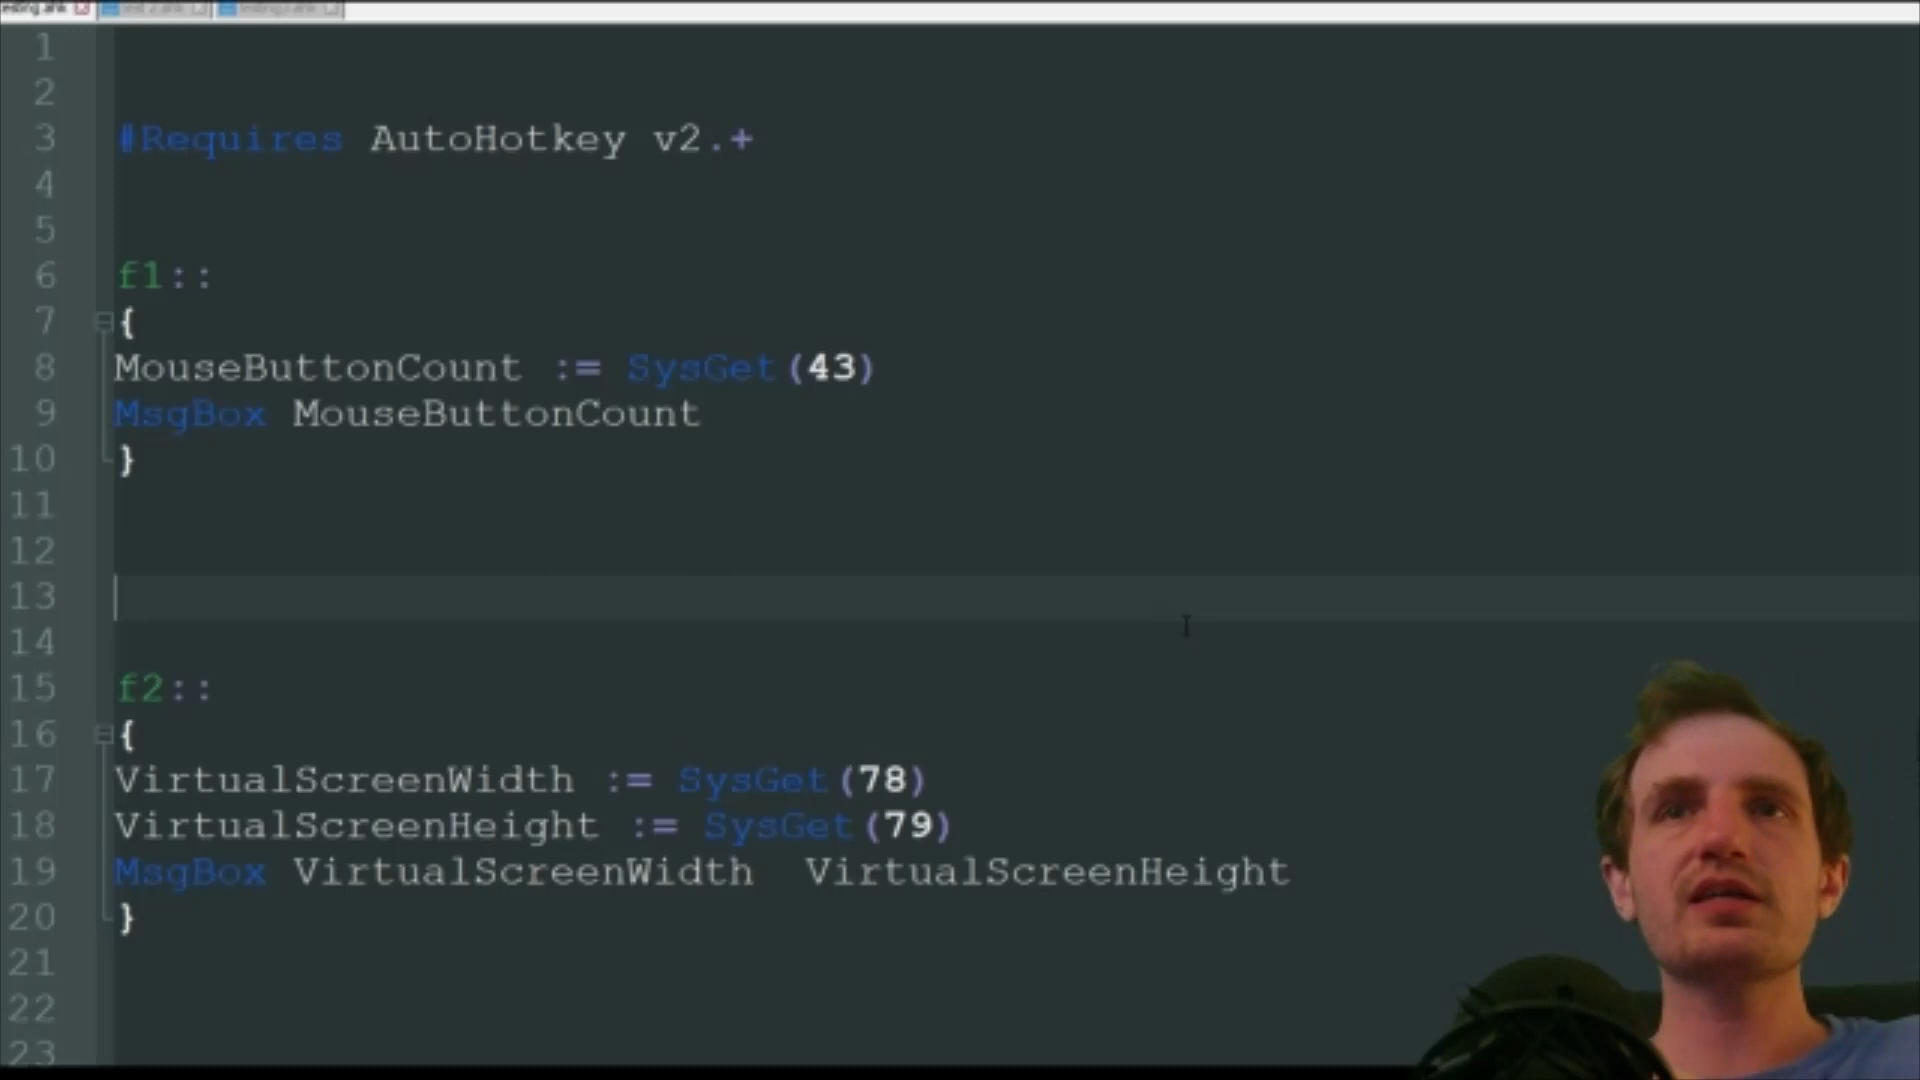 1
2
3 #Requires AutoHotkey v2.+
4
5
6 f1::
7 {
8 MouseButtonCount := SysGet(43)
9 MsgBox MouseButtonCount
10 }
11
12
13
14
15 f2::
16 {
17 VirtualScreenWidth := SysGet(78)
18 VirtualScreenHeight := SysGet(79)
19 MsgBox VirtualScreenWidth  VirtualScreenHeight
20 }
21
22
23